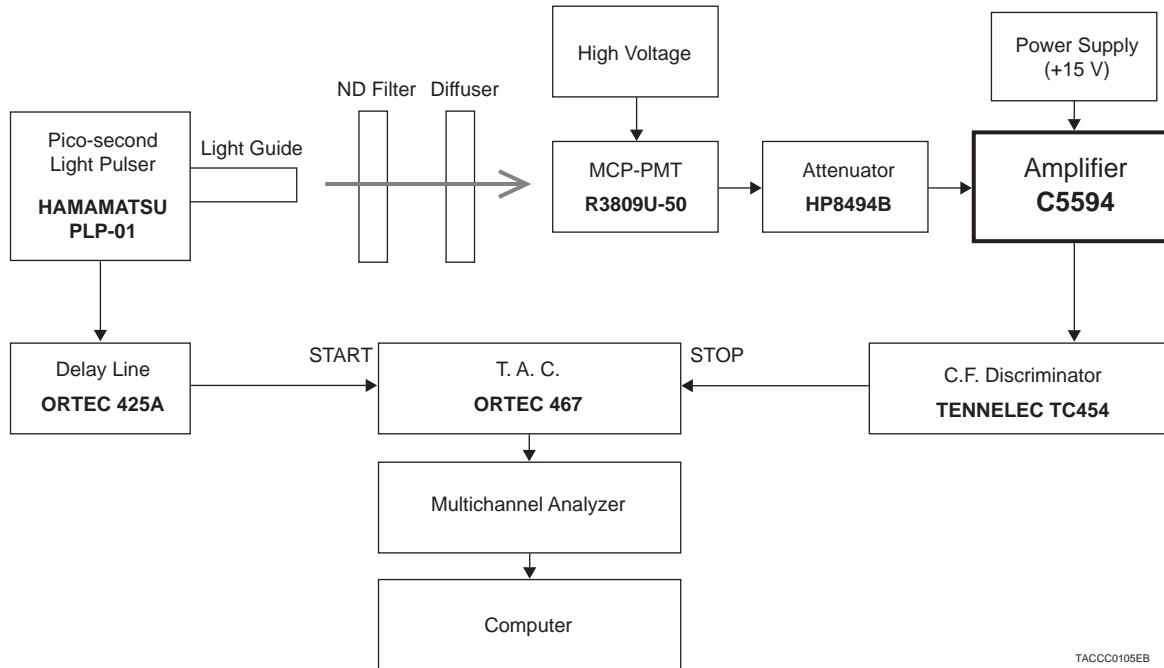 Pico-second
Light Pulser
HAMAMATSU
PLP-01
Light Guide
ND Filter
Diffuser
High Voltage
MCP-PMT
R3809U-50
Attenuator
HP8494B
Power Supply
(+15 V)
Amplifier
C5594
Delay Line
ORTEC 425A
START
T. A. C.
ORTEC 467
STOP
C.F. Discriminator
TENNELEC TC454
Multichannel Analyzer
Computer
TACCC0105EB